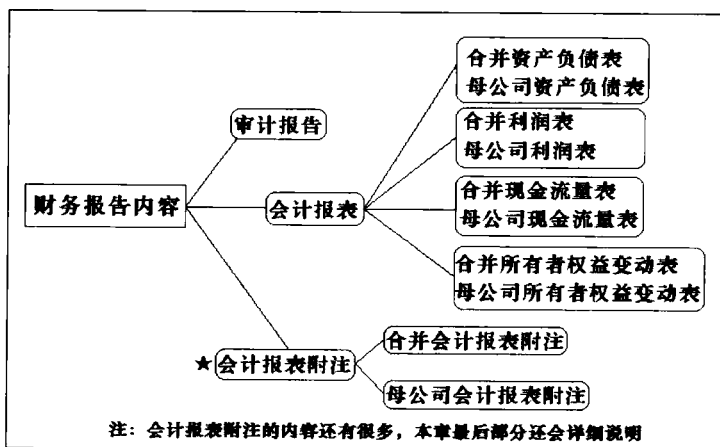 合并资产负债表
母公司资产负债表
审计报告
合并利润表
母公司利润表
财务报告内容
会计报表
合并现金流量表
母公司现金流量表
合并所有者权益变动表
母公司所有者权益变动表
★会计报表附注
合并会计报表附注
母公司会计报表附注
注：会计报表附注的内容还有很多，本章最后部分还会详细说明